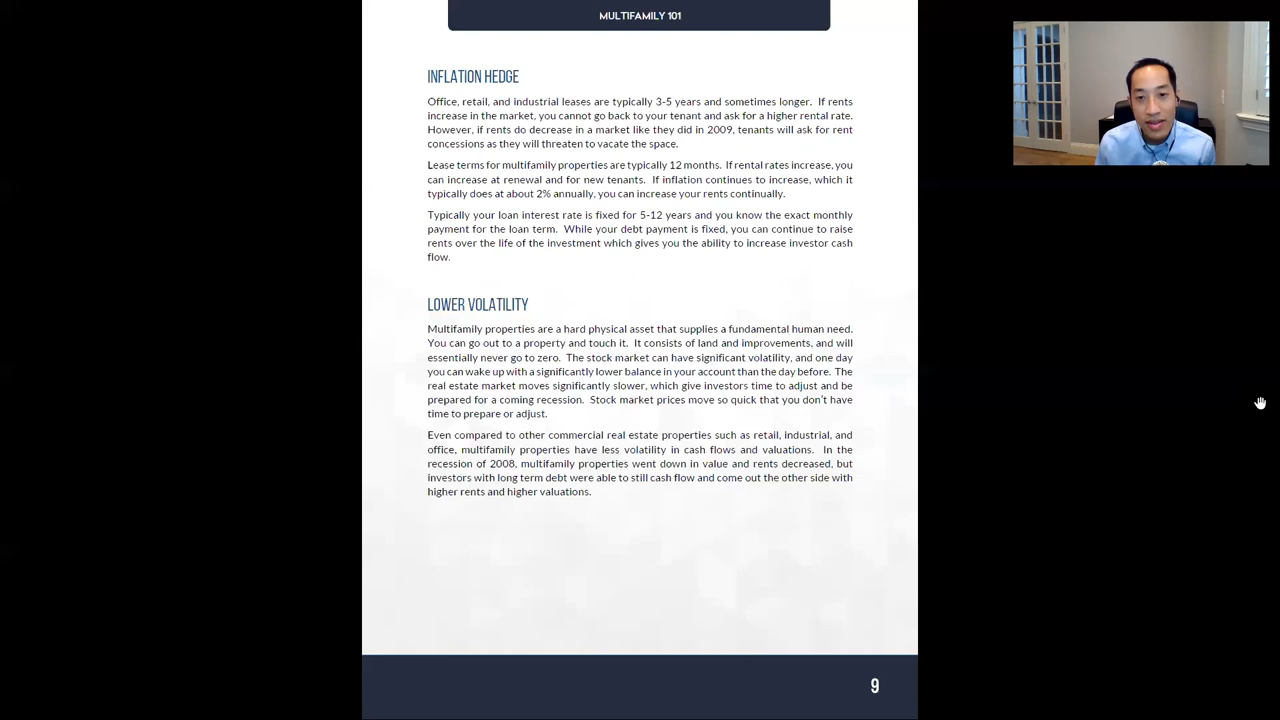 MULTIFAMILY 101
INFLATION HEDGE
Office, retail, and industrial leases are typically 3-5 years and sometimes longer. If rents
increase in the market, you cannot go back to your tenant and ask for a higher rental rate.
However, if rents do decrease in a market like they did in 2009, tenants will ask for rent
concessions as they will threaten to vacate the space.
Lease terms for multifamily properties are typically 12 months. If rental rates increase, you
can increase at renewal and for new tenants. If inflation continues to increase, which it
typically does at about 2% annually, you can increase your rents continually.
Typically your loan interest rate is fixed for 5-12 years and you know the exact monthly
payment for the loan term. While your debt payment is fixed, you can continue to raise
rents over the life of the investment which gives you the ability to increase investor cash
flow.
LOWER VOLATILITY
Multifamily properties are a hard physical asset that supplies a fundamental human need.
You can go out to a property and touch it. It consists of land and improvements, and will
essentially never go to zero. The stock market can have significant volatility, and one day
you can wake up with a significantly lower balance in your account than the day before. The
real estate market moves significantly slower, which give investors time to adjust and be
prepared for a coming recession. Stock market prices move so quick that you don't have
time to prepare or adjust.
Even compared to other commercial real estate properties such as retail, industrial, and
office, multifamily properties have less volatility in cash flows and valuations. In the
recession of 2008, multifamily properties went down in value and rents decreased, but
investors with long term debt were able to still cash flow and come out the other side with
higher rents and higher valuations.
9